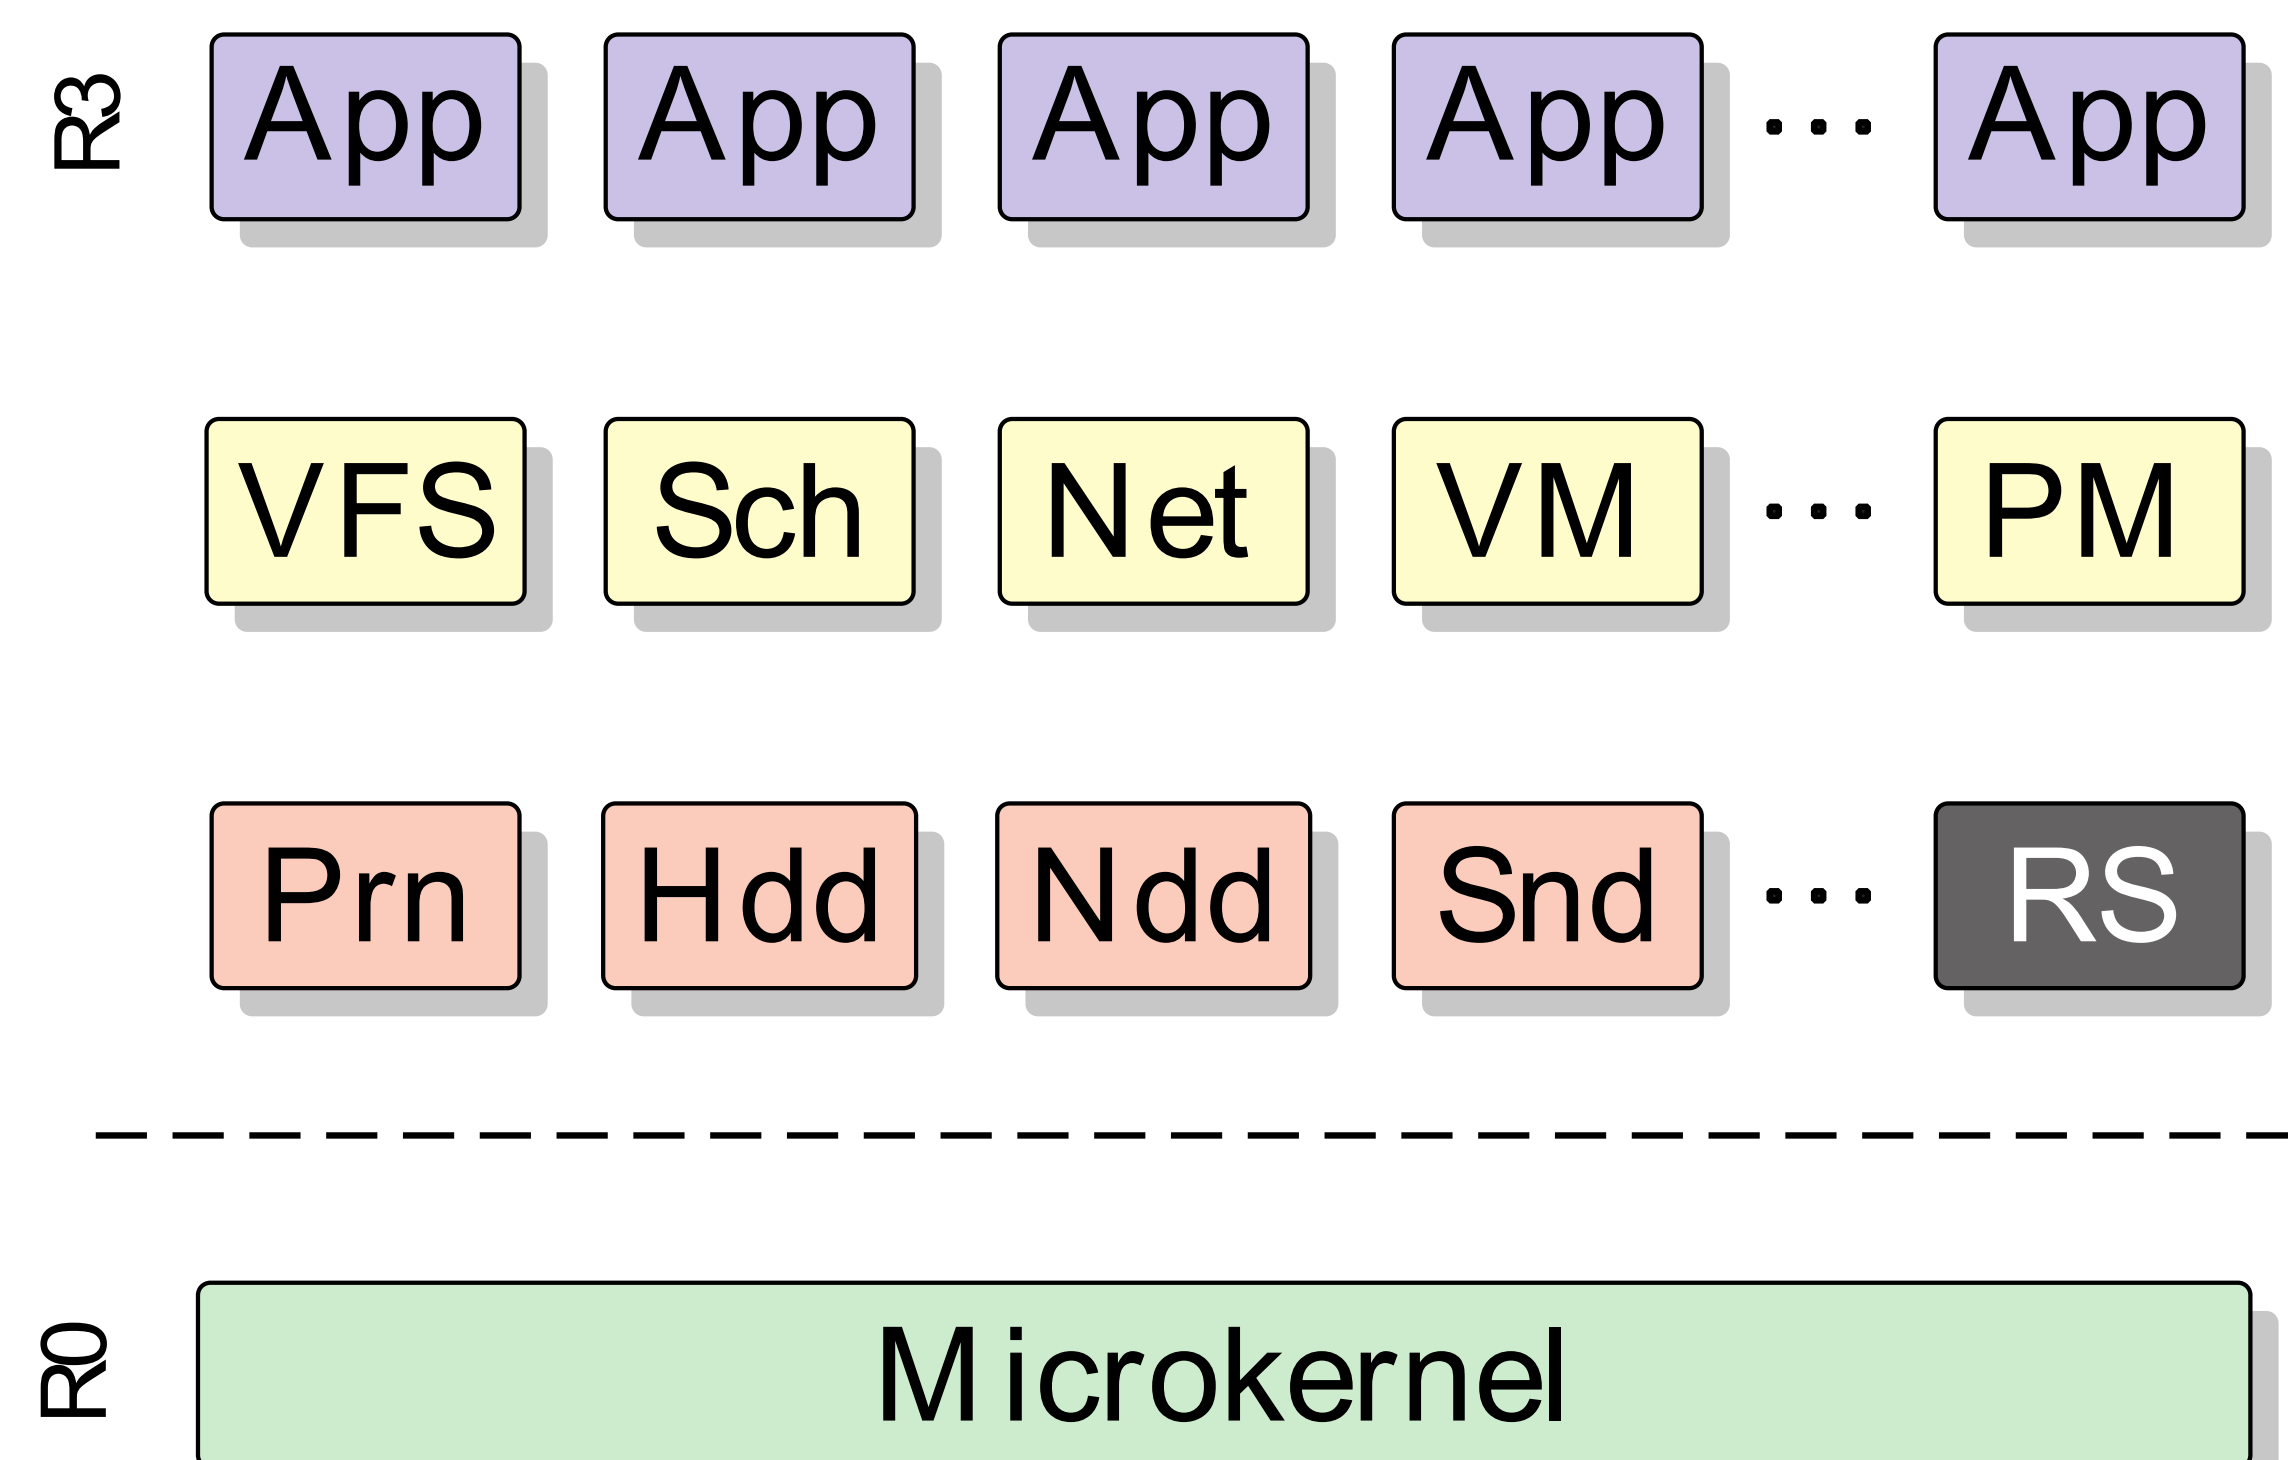 R3 App App App App ... App
VFS Sch Net VM ... PM
Prn Hdd Ndd Snd ... RS
R0 Microkernel